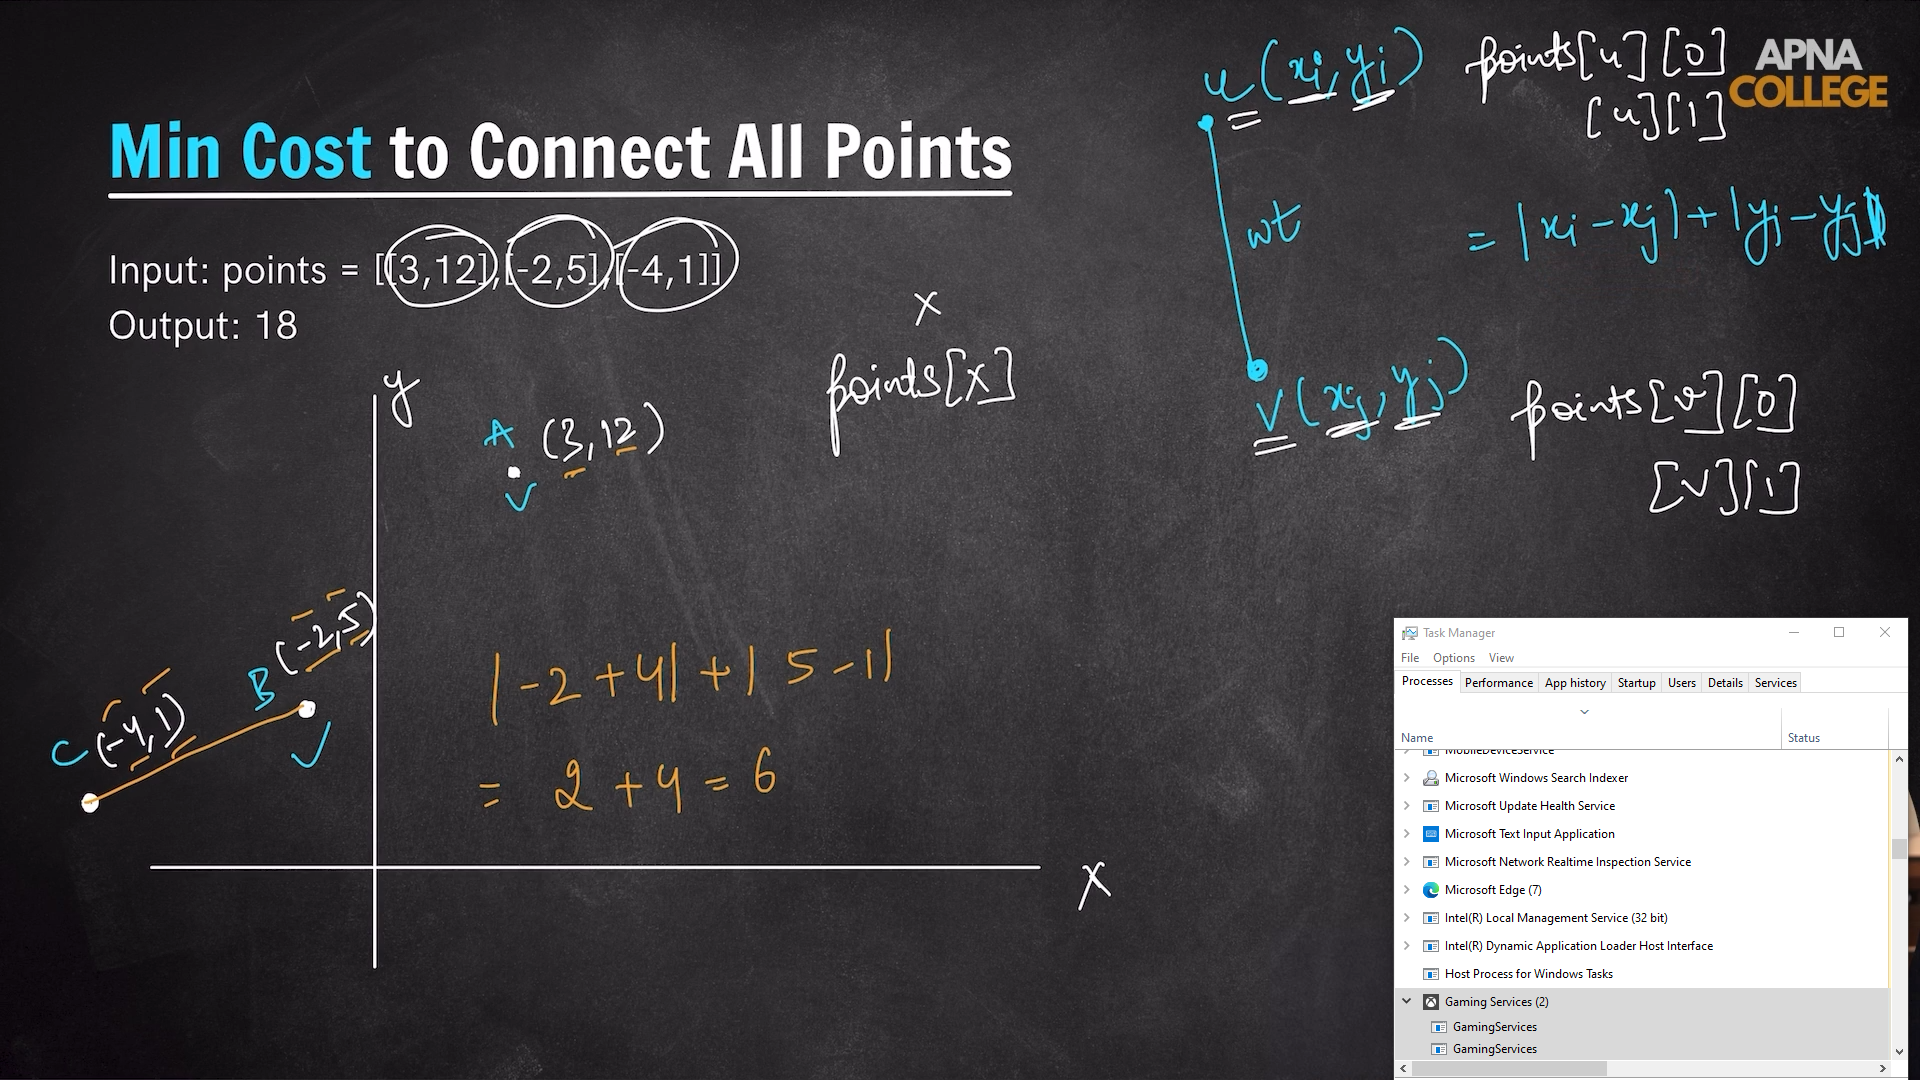 u(xi, yi)
points[u][0]
[u][1]
APNA
COLLEGE
Min Cost to Connect All Points
wt
= |xi - xj| + |yi - yj|
Input: points = [[3,12],[-2,5],[-4,1]]
Output: 18
x
points[x]
V(xj, yj)
points[v][0]
[v][1]
y
A (3,12)
B (-2,5)
C (-4,1)
|-2+4| + |5-1|
= 2 + 4 = 6
x
Task Manager
File Options View
Processes Performance App history Startup Users Details Services
Name Status
MobileDeviceService
Microsoft Windows Search Indexer
Microsoft Update Health Service
Microsoft Text Input Application
Microsoft Network Realtime Inspection Service
Microsoft Edge (7)
Intel(R) Local Management Service (32 bit)
Intel(R) Dynamic Application Loader Host Interface
Host Process for Windows Tasks
Gaming Services (2)
GamingServices
GamingServices